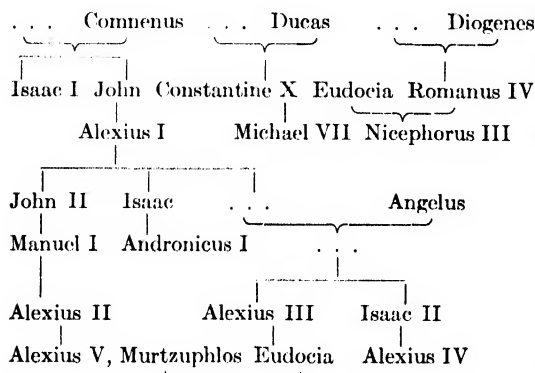 . . . Comnenus . . . Ducas . . . Diogenes
Isaac I John Constantine X Eudocia Romanus IV
Alexius I Michael VII Nicephorus III
John II Isaac . . . Angelus
Manuel I Andronicus I . . .
Alexius II Alexius III Isaac II
Alexius V, Murtzuphlos Eudocia Alexius IV